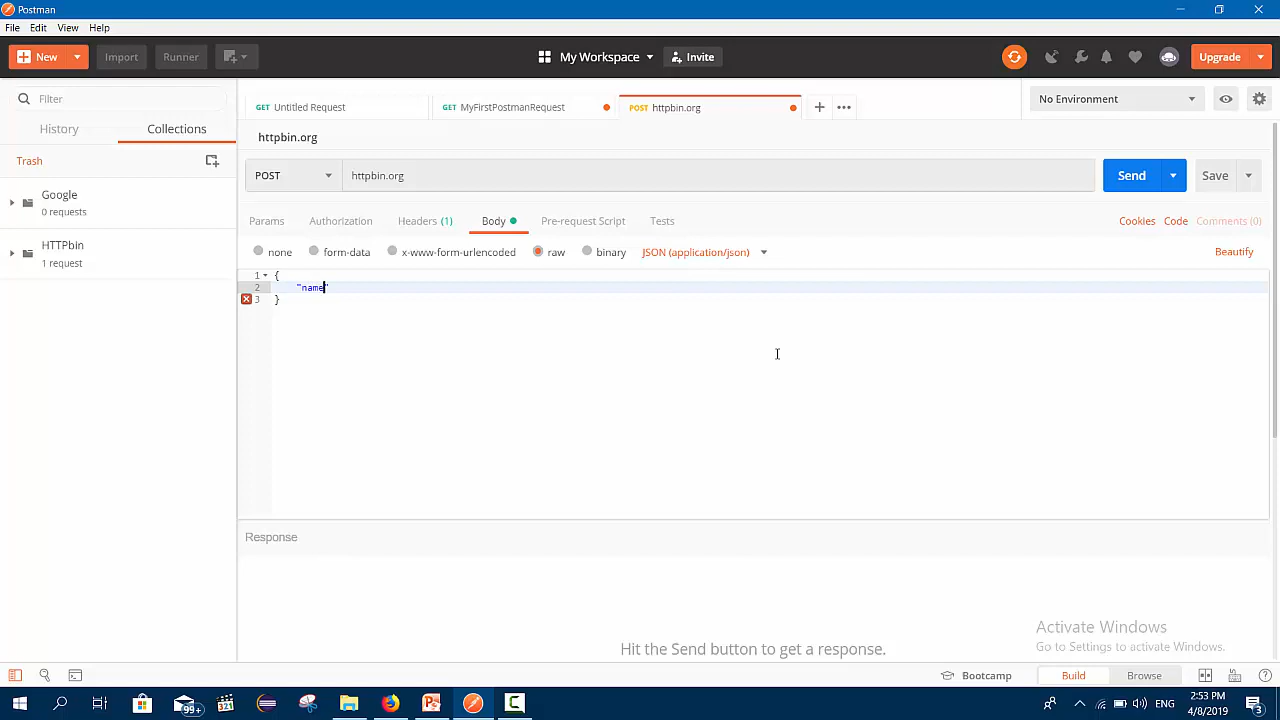 Postman
File Edit View Help
New Import Runner My Workspace Invite Upgrade
Filter
History Collections
Trash
Google
0 requests
HTTPbin
1 request
GET Untitled Request GET MyFirstPostmanRequest POST httpbin.org No Environment
httpbin.org
POST httpbin.org Send Save
Params Authorization Headers (1) Body Pre-request Script Tests Cookies Code Comments (0)
none form-data x-www-form-urlencoded raw binary JSON (application/json) Beautify
1 {
2 "name"
3 }
Response
Hit the Send button to get a response.
Activate Windows
Go to Settings to activate Windows.
Bootcamp Build Browse
99+ 321 ENG 2:53 PM
4/8/2019 3